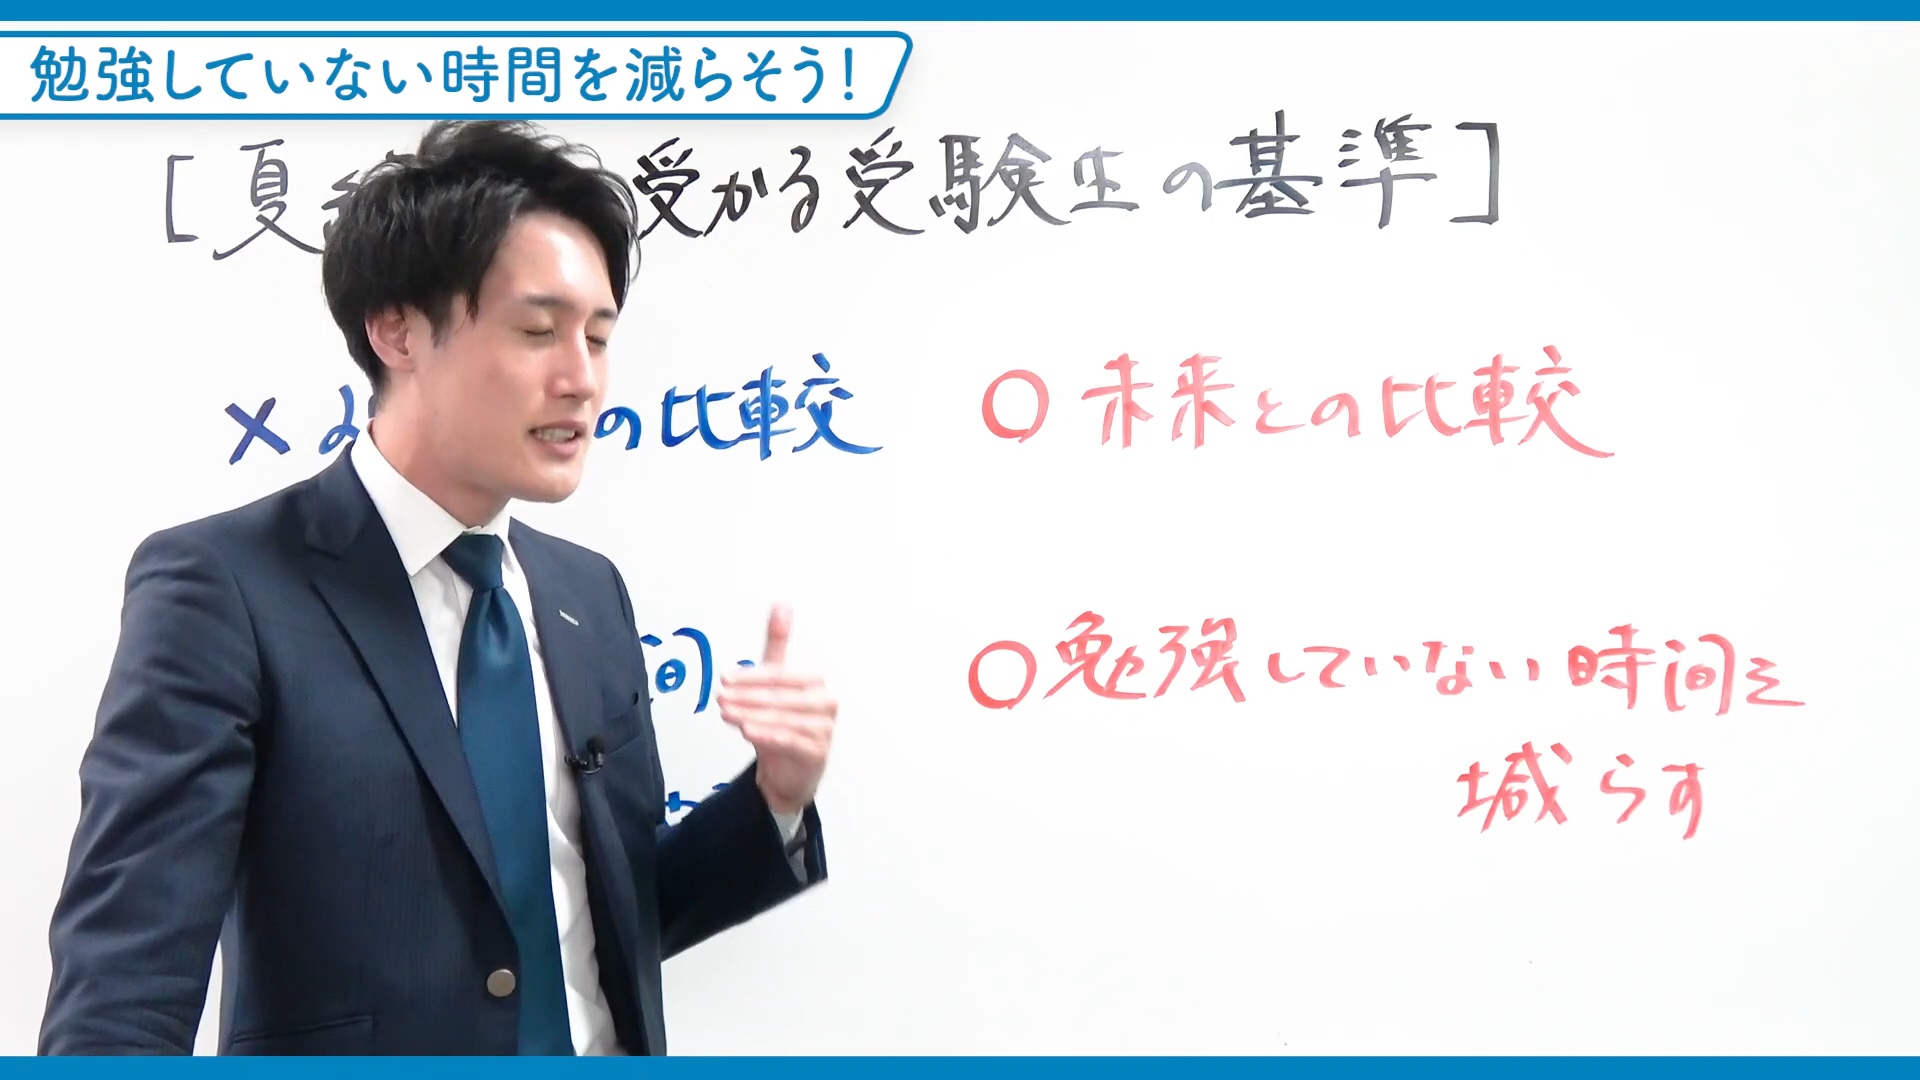 勉強していない時間を減らそう!
[夏 受かる受験生の基準]
× の比較
○未来との比較
間
○勉強していない時間を
減らす